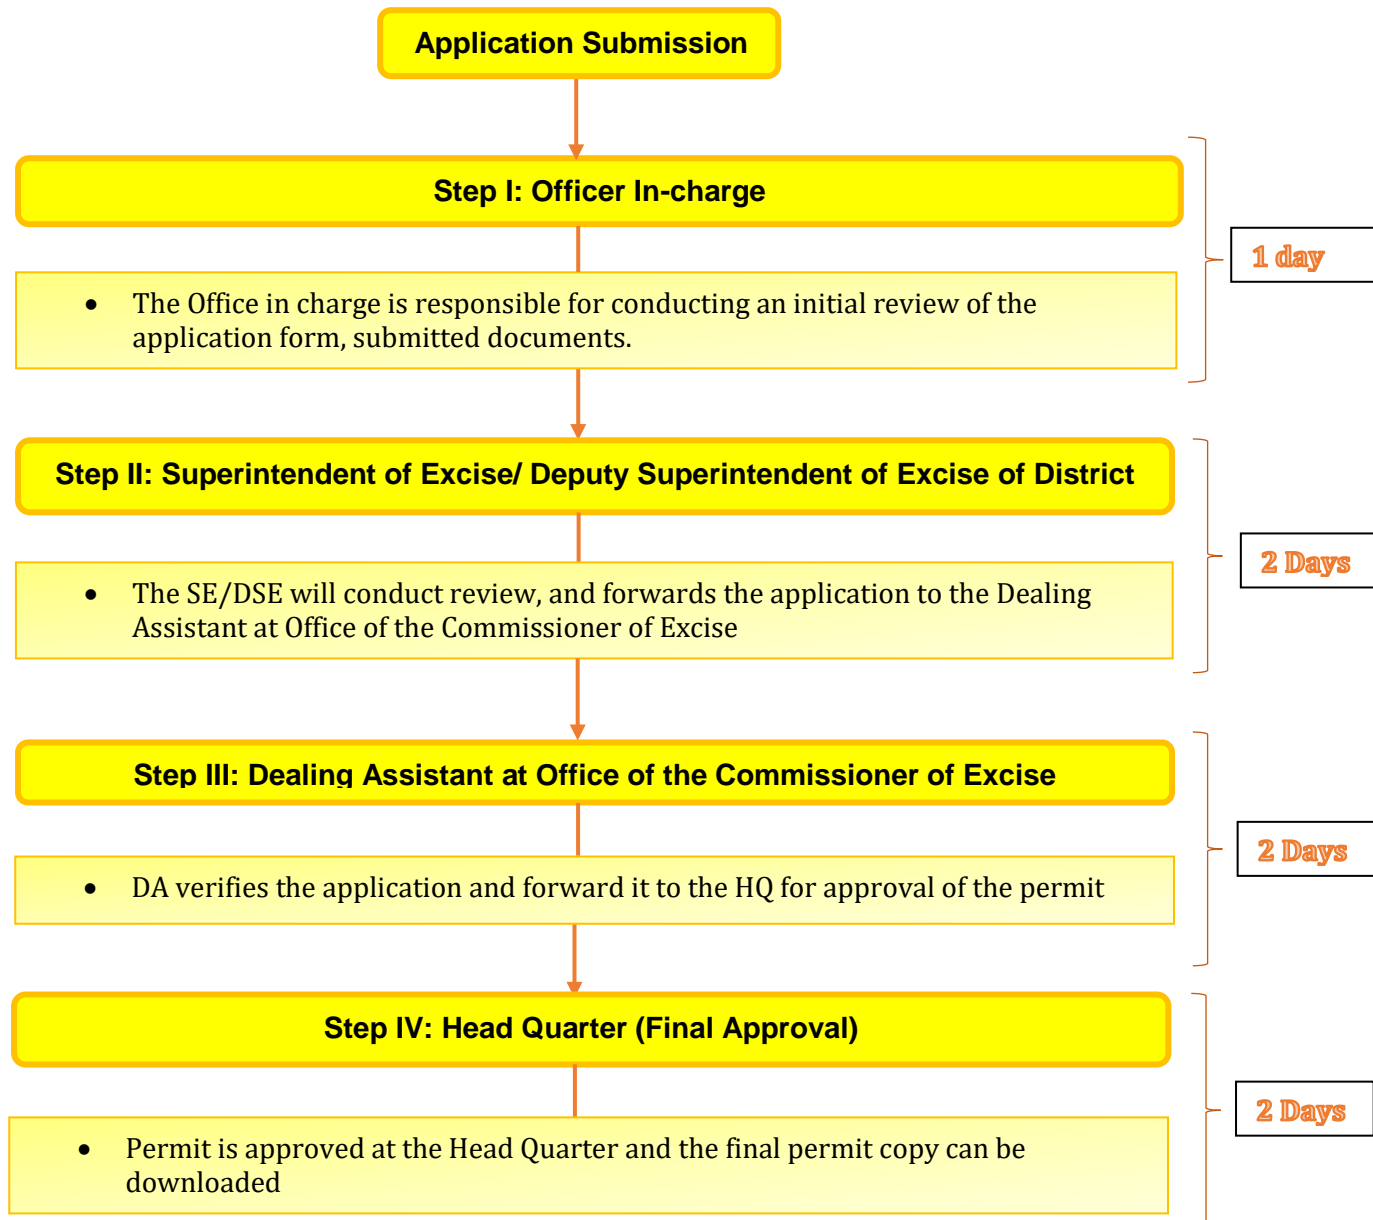 Application Submission
Step I: Officer In-charge
1 day
• The Office in charge is responsible for conducting an initial review of the
application form, submitted documents.
Step II: Superintendent of Excise/ Deputy Superintendent of Excise of District
2 Days
• The SE/DSE will conduct review, and forwards the application to the Dealing
Assistant at Office of the Commissioner of Excise
Step III: Dealing Assistant at Office of the Commissioner of Excise
2 Days
• DA verifies the application and forward it to the HQ for approval of the permit
Step IV: Head Quarter (Final Approval)
2 Days
• Permit is approved at the Head Quarter and the final permit copy can be
downloaded